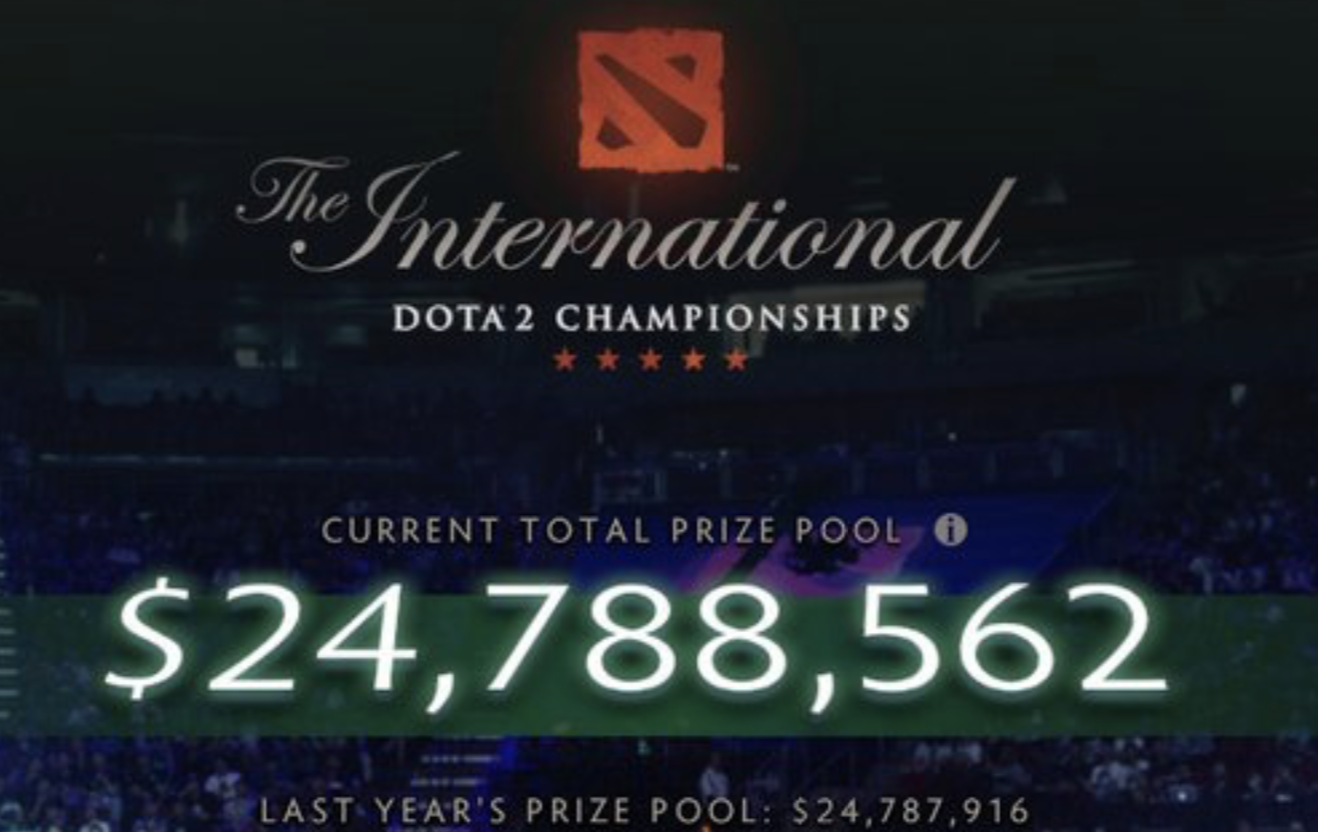 The International
DOTA 2 CHAMPIONSHIPS
CURRENT TOTAL PRIZE POOL
$24,788,562
LAST YEAR'S PRIZE POOL: $24,787,916